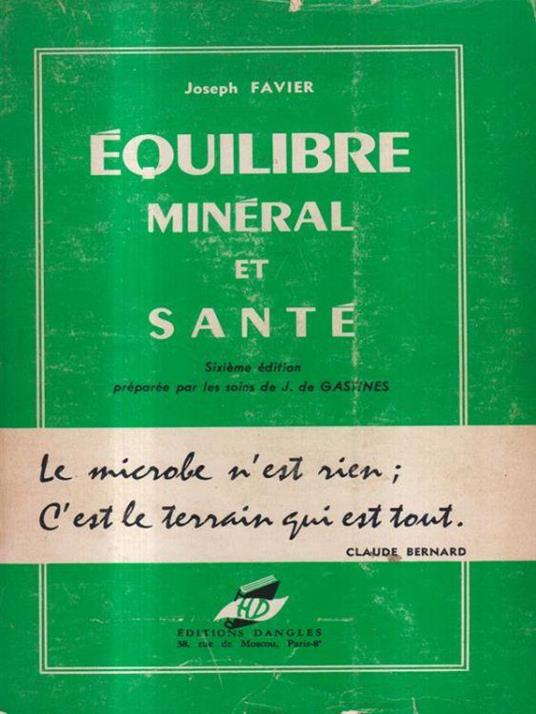 Joseph FAVIER
ÉQUILIBRE
MINÉRAL
ET
SANTÉ
Sixième édition
préparée par les soins de J. de GASTINES
Le microbe n'est rien ;
C'est le terrain qui est tout.
CLAUDE BERNARD
HD
ÉDITIONS DANGLES
38, rue de Moscou, Paris-8e